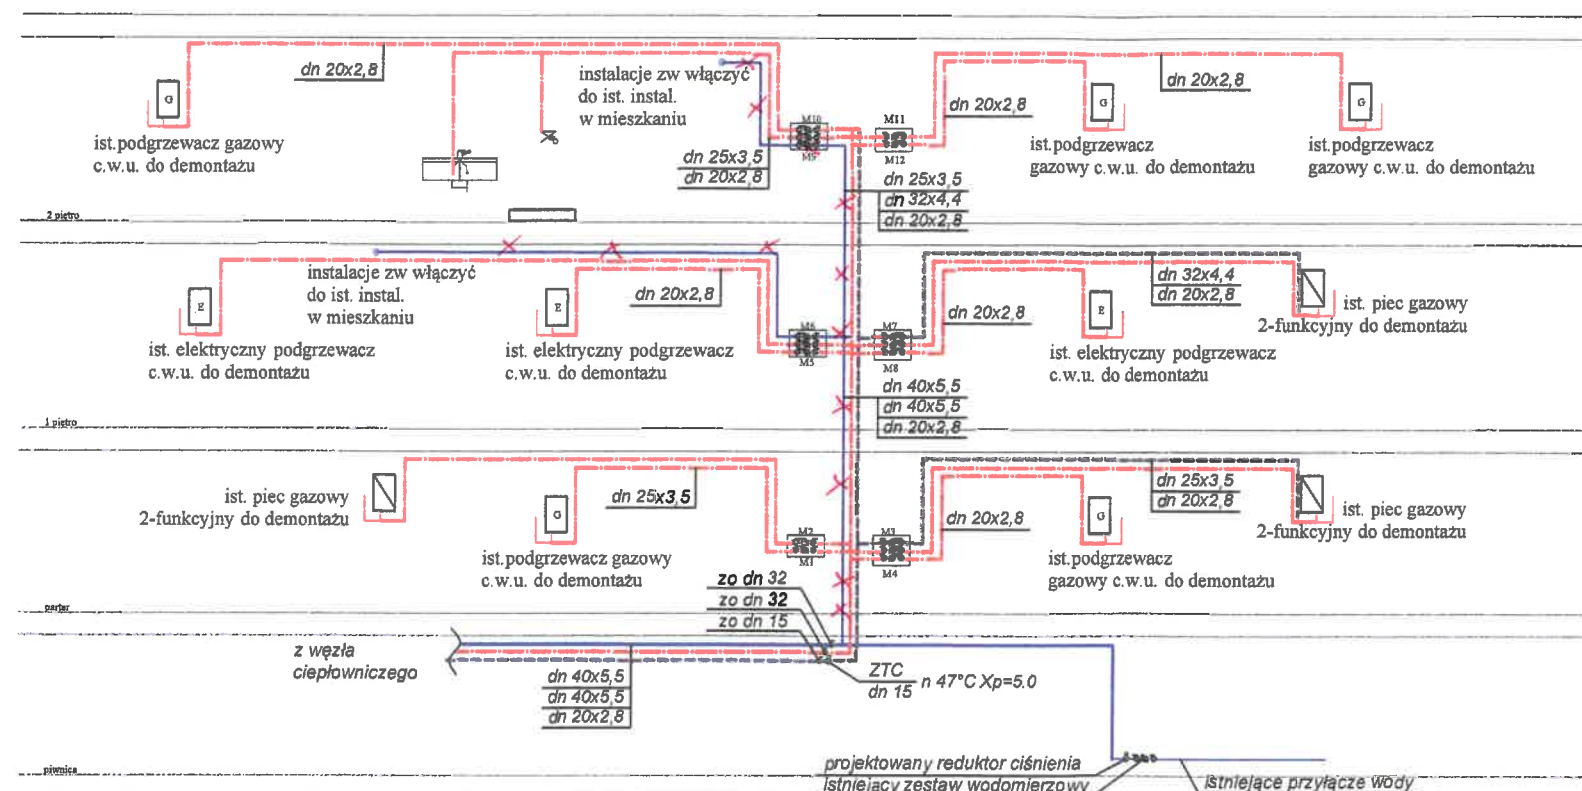 dn 20x2,8
instalacje zw włączyć
do ist. instal.
w mieszkaniu
G
ist.podgrzewacz gazowy
c.w.u. do demontażu
dn 25x3,5
dn 20x2,8
M10
M9
M11
M12
dn 20x2,8
dn 20x2,8
G
ist.podgrzewacz
gazowy c.w.u. do demontażu
G
ist.podgrzewacz
gazowy c.w.u. do demontażu
dn 25x3,5
dn 32x4,4
dn 20x2,8
2 piętro
instalacje zw włączyć
do ist. instal.
w mieszkaniu
E
ist. elektryczny podgrzewacz
c.w.u. do demontażu
E
ist. elektryczny podgrzewacz
c.w.u. do demontażu
dn 20x2,8
M6
M5
M7
M8
dn 20x2,8
E
ist. elektryczny podgrzewacz
c.w.u. do demontażu
dn 32x4,4
dn 20x2,8
ist. piec gazowy
2-funkcyjny do demontażu
dn 40x5,5
dn 40x5,5
dn 20x2,8
1 piętro
ist. piec gazowy
2-funkcyjny do demontażu
G
ist.podgrzewacz gazowy
c.w.u. do demontażu
dn 25x3,5
M2
M1
M3
M4
dn 20x2,8
G
ist.podgrzewacz
gazowy c.w.u. do demontażu
dn 25x3,5
dn 20x2,8
ist. piec gazowy
2-funkcyjny do demontażu
zo dn 32
zo dn 32
zo dn 15
parter
z węzła
ciepłowniczego
dn 40x5,5
dn 40x5,5
dn 20x2,8
ZTC
dn 15
n 47°C Xp=5.0
piwnica
projektowany reduktor ciśnienia
istniejący zestaw wodomierzowy
istniejące przyłącze wody